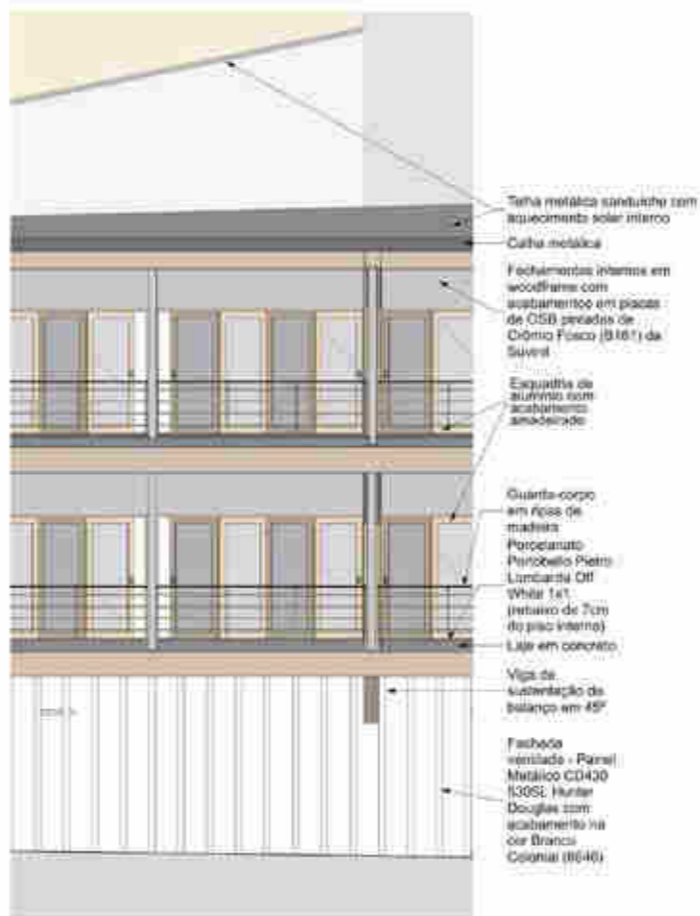 Telha metálica sanduíche com
aquecimento solar interno
Calha metálica
Fechamentos internos em
woodframe com
acabamentos em placas
de OSB pintados de
Crômio Fosco (B161) da
Suvinil
Esquadria de
alumínio com
acabamento
amadeirado
Guarda-corpo
em ripas de
madeira
Porcelanato
Portobello Pietra
Lombarda Off
White 1x1
(rebaixo de 7cm
do piso interno)
Laje em concreto
Viga de
sustentação do
balanço em 45º
Fachada
ventilada - Painel
Metálico CD430
530SL Hunter
Douglas com
acabamento na
cor Branco
Colonial (8646)